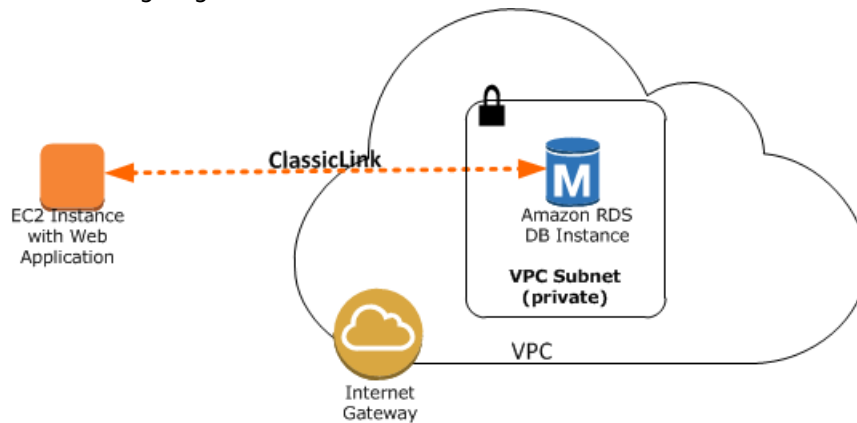 ClassicLink
EC2 Instance
with Web
Application
M
Amazon RDS
DB Instance
VPC Subnet
(private)
VPC
Internet
Gateway